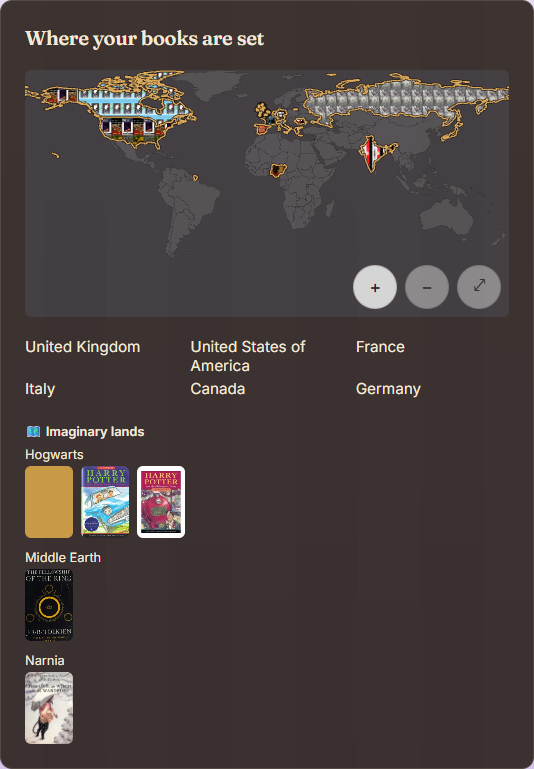 Where your books are set
+
−
United Kingdom
United States of
America
France
Italy
Canada
Germany
Imaginary lands
Hogwarts
HARRY
POTTER
HARRY
POTTER
Middle Earth
THE FELLOWSHIP
OF THE RING
TOLKIEN
Narnia